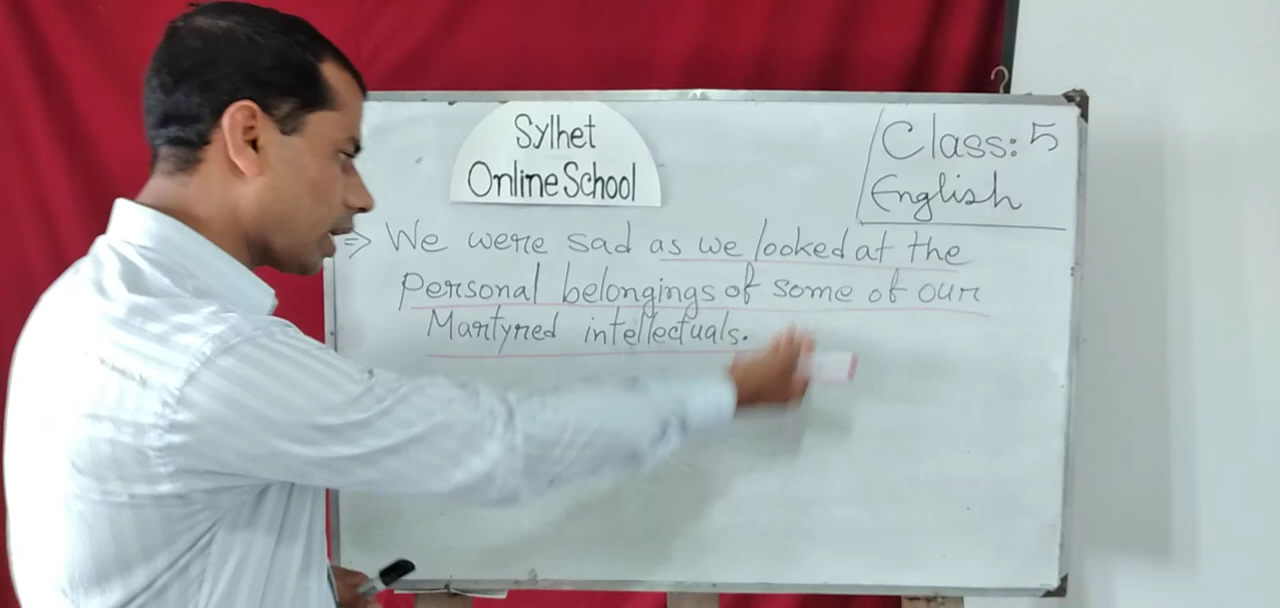 Sylhet
Online School
Class: 5
English
⇒ We were sad as we looked at the
Personal belongings of some of our
Martyred intellectuals.